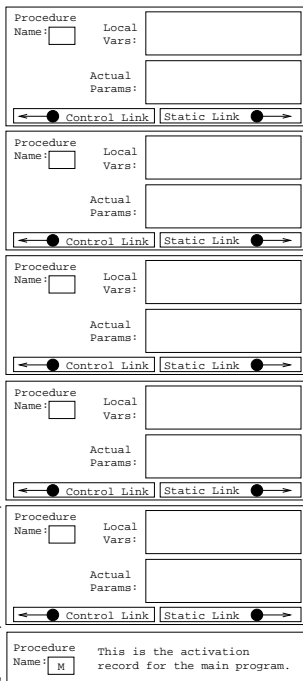 Procedure
Name:
Local
Vars:
Actual
Params:
Control Link Static Link
Procedure
Name:
Local
Vars:
Actual
Params:
Control Link Static Link
Procedure
Name:
Local
Vars:
Actual
Params:
Control Link Static Link
Procedure
Name:
Local
Vars:
Actual
Params:
Control Link Static Link
Procedure
Name:
Local
Vars:
Actual
Params:
Control Link Static Link
Procedure
Name: M
This is the activation
record for the main program.